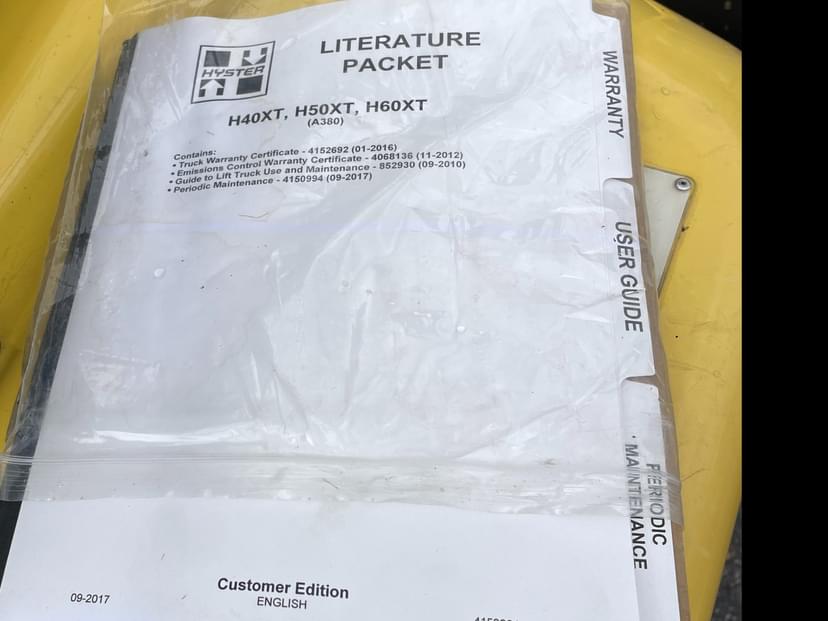 HYSTER
LITERATURE
PACKET
H40XT, H50XT, H60XT
(A380)
Contains:
• Truck Warranty Certificate - 4152692 (01-2016)
• Emissions Control Warranty Certificate - 4068136 (11-2012)
• Guide to Lift Truck Use and Maintenance - 852930 (09-2010)
• Periodic Maintenance - 4150994 (09-2017)
WARRANTY
USER GUIDE
PERIODIC
MAINTENANCE
Customer Edition
ENGLISH
09-2017